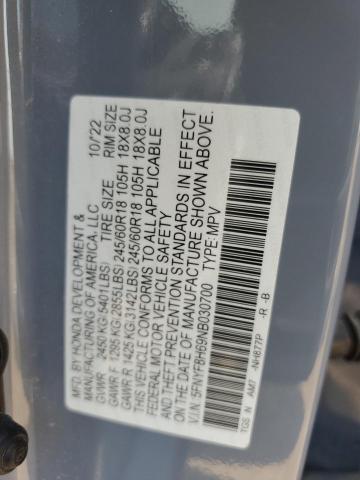 MFD. BY HONDA DEVELOPMENT & 10/22
MANUFACTURING OF AMERICA, LLC
GVWR 2450 KG(5401LBS) TIRE SIZE RIM SIZE
GAWR F 1295 KG(2855LBS) 245/60R18 105H 18X8.0J
GAWR R 1425 KG(3142LBS) 245/60R18 105H 18X8.0J
THIS VEHICLE CONFORMS TO ALL APPLICABLE
FEDERAL MOTOR VEHICLE SAFETY
AND THEFT PREVENTION STANDARDS IN EFFECT
ON THE DATE OF MANUFACTURE SHOWN ABOVE.
V.I.N. 5FNYF8H69NB030700 TYPE:MPV
TGS N AM7 -NH877P -R -B